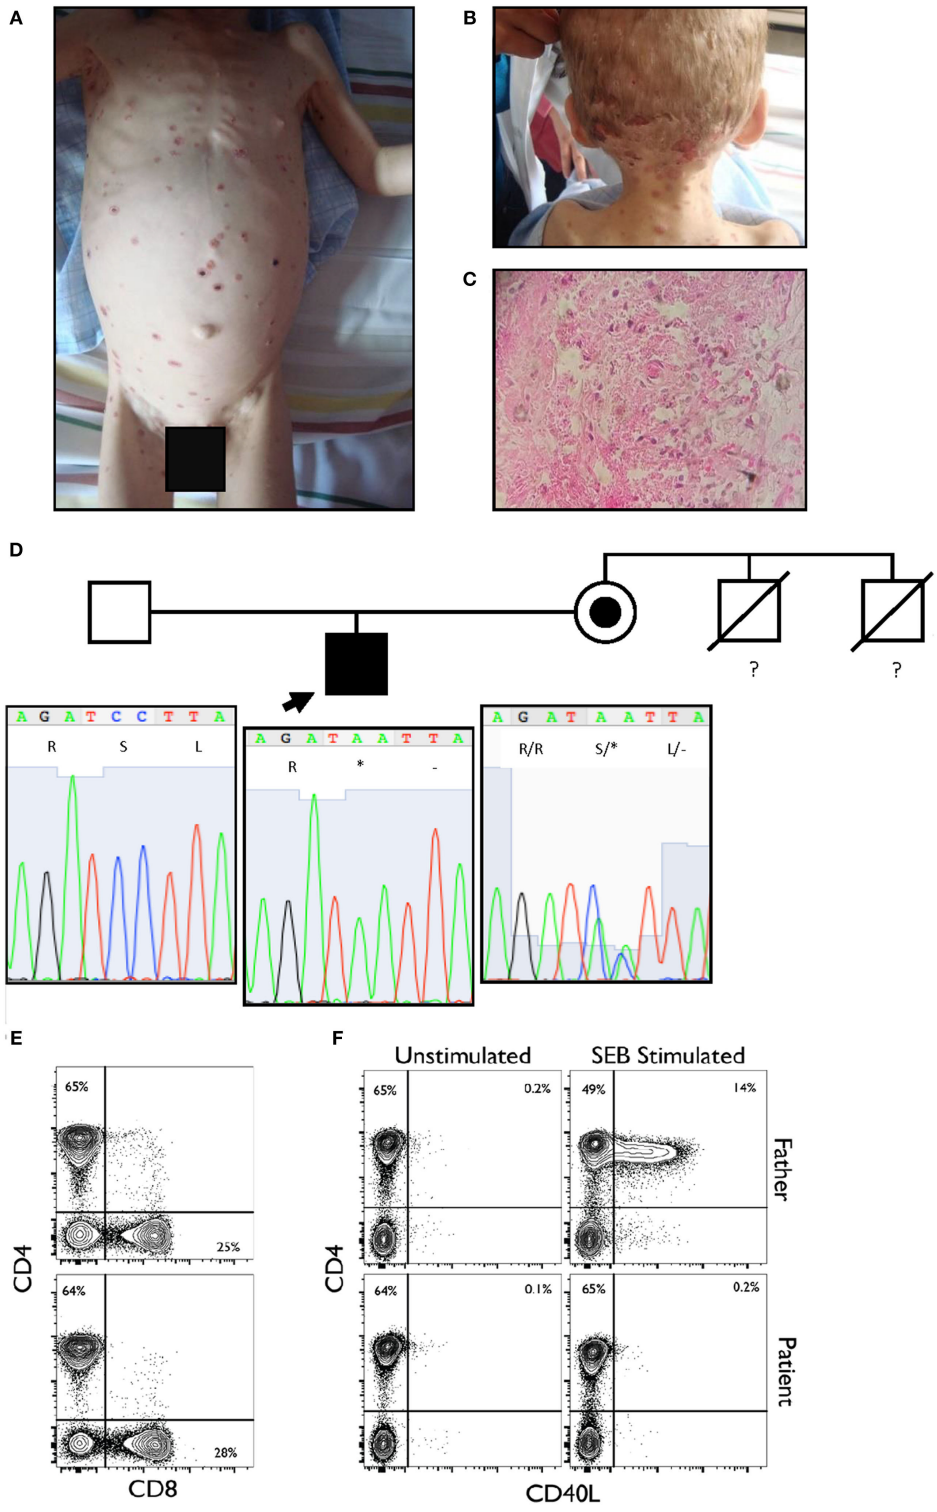 A
B
C
D
? ?
A G A T C C T T A
R S L
A G A T A A T T A
R * -
A G A T A A T T A
R/R S/* L/-
E
F
Unstimulated SEB Stimulated
65%
25%
64%
28%
CD4
CD8
65% 0.2%
49% 14%
Father
64% 0.1%
65% 0.2%
Patient
CD4
CD40L